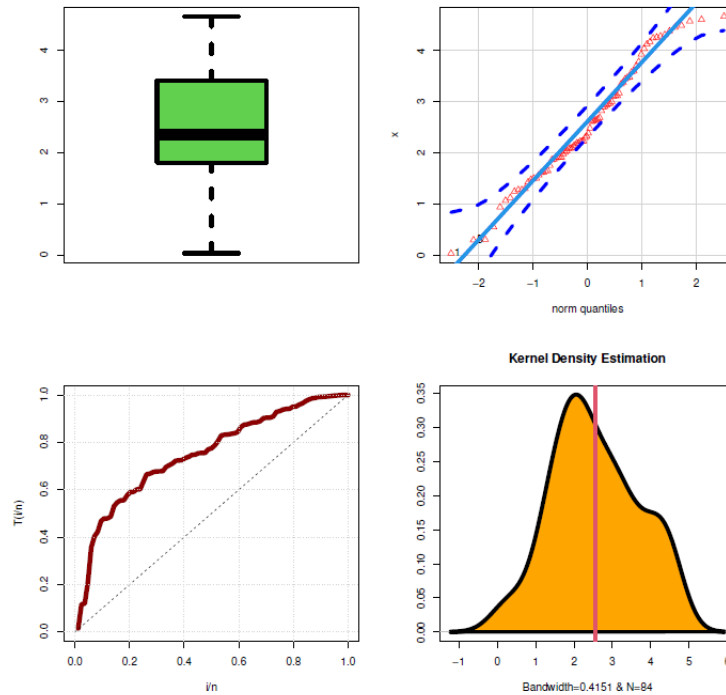 0 1 2 3 4
x
0 1 2 3 4
1
−2 −1 0 1 2
norm quantiles
T(i/n)
0.0 0.2 0.4 0.6 0.8 1.0
0.0 0.2 0.4 0.6 0.8 1.0
i/n
Kernel Density Estimation
0.00 0.05 0.10 0.15 0.20 0.25 0.30 0.35
−1 0 1 2 3 4 5 6
Bandwidth=0.4151 & N=84